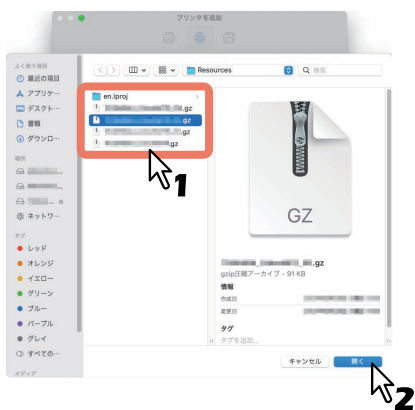 プリンタを追加
よく使う項目
最近の項目
アプリケ…
デスクト…
書類
ダウンロ…
場所
ネットワ…
タグ
レッド
オレンジ
イエロー
グリーン
ブルー
パープル
グレイ
すべての…
メディア
Resources
検索
en.lproj
.gz
.gz
.gz
.gz
1
GZ
.gz
gzip圧縮アーカイブ - 91 KB
情報
作成日
変更日
タグ
タグを追加...
キャンセル
開く
2